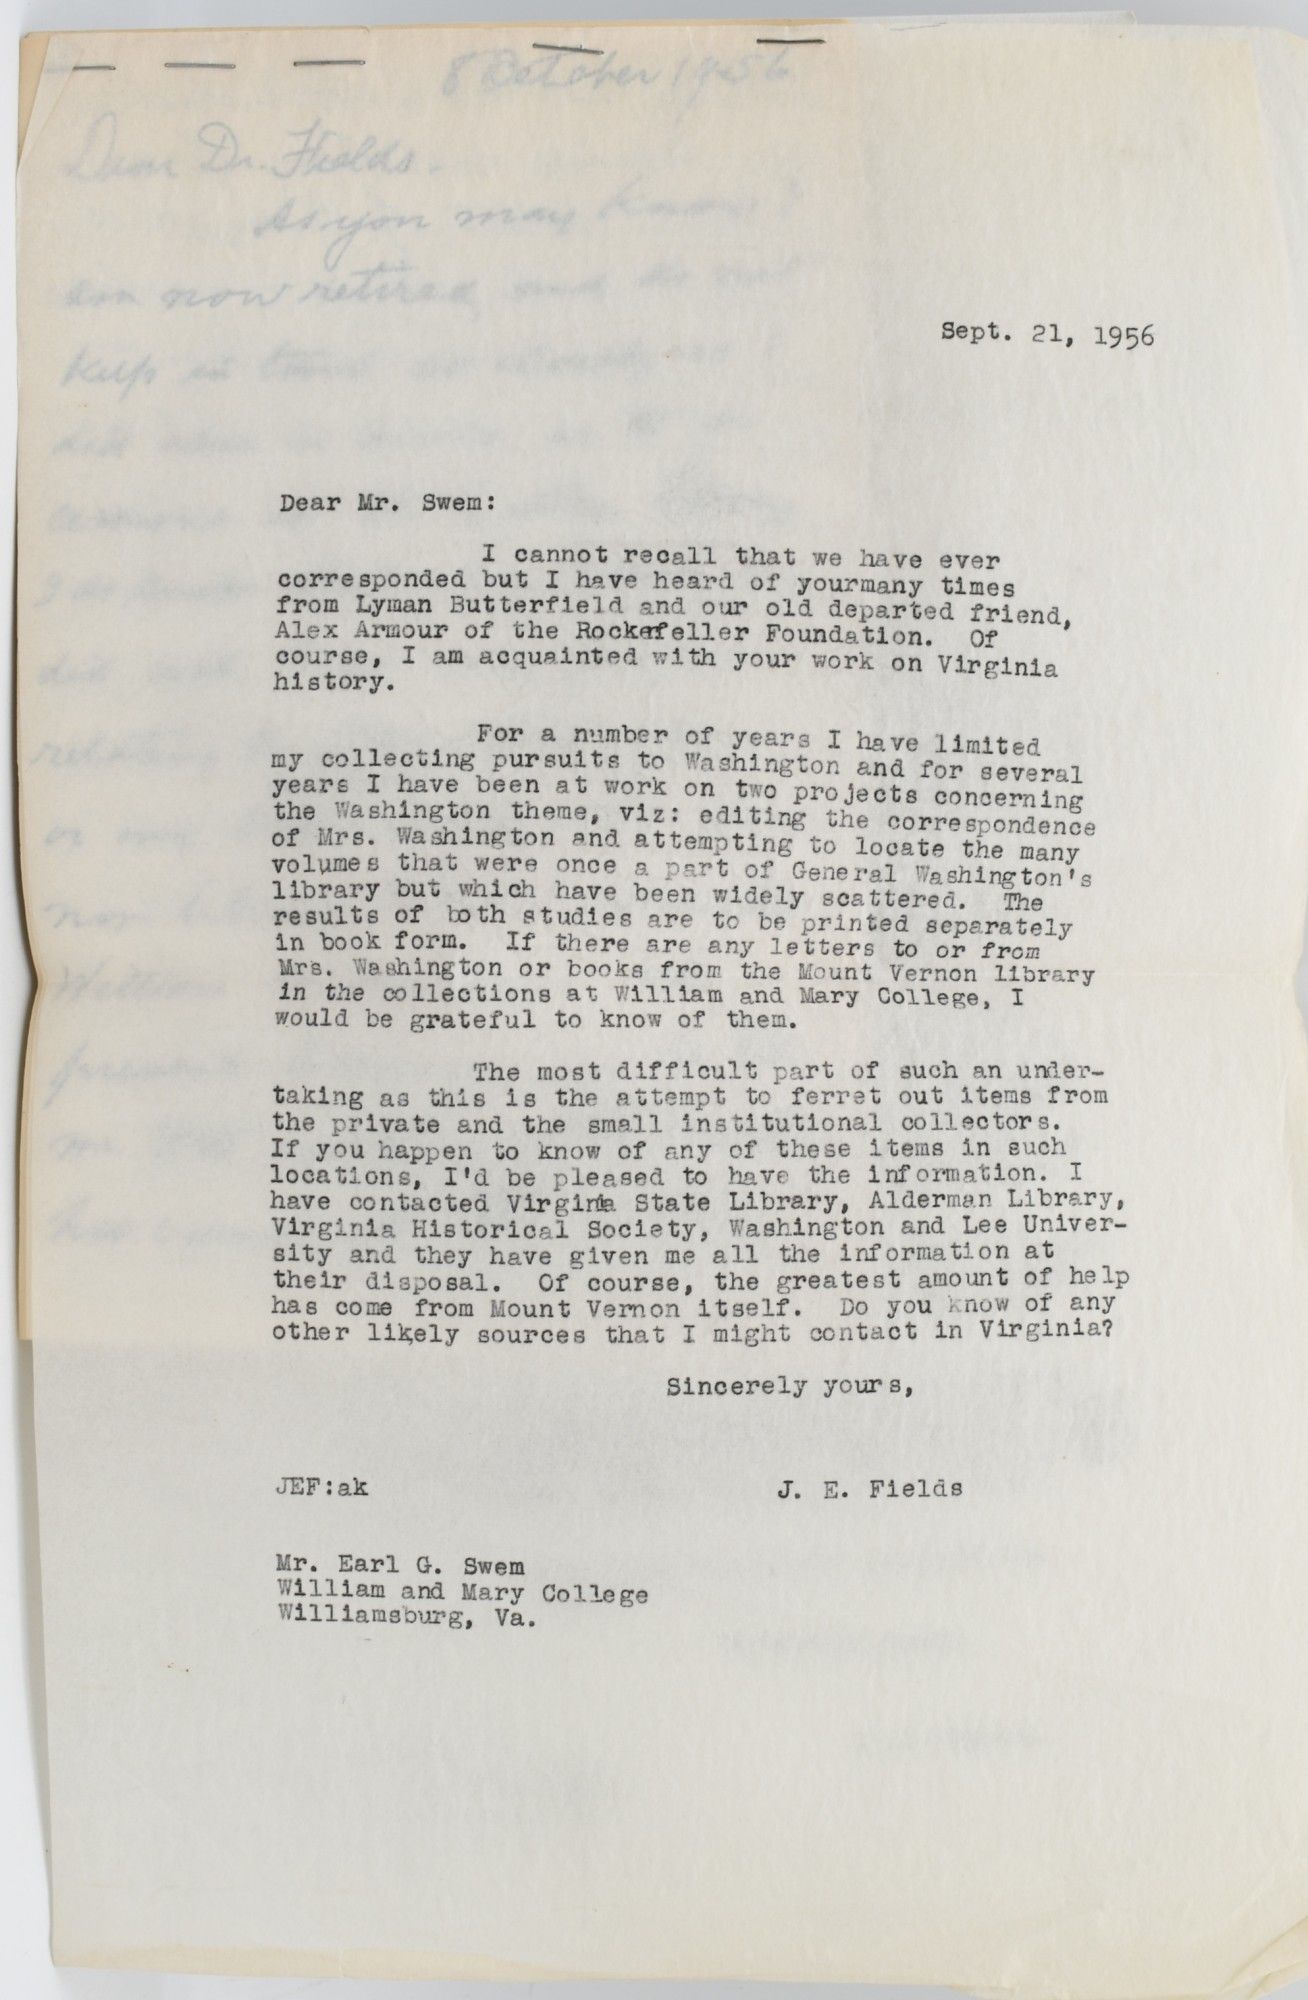 8 October 1956
Dear Dr. Fields.
As you may know I
am now retired and do not
keep in
Sept. 21, 1956
Dear Mr. Swem:
I cannot recall that we have ever
corresponded but I have heard of yourmany times
from Lyman Butterfield and our old departed friend,
Alex Armour of the Rockefeller Foundation. Of
course, I am acquainted with your work on Virginia
history.
For a number of years I have limited
my collecting pursuits to Washington and for several
years I have been at work on two projects concerning
the Washington theme, viz: editing the correspondence
of Mrs. Washington and attempting to locate the many
volumes that were once a part of General Washington's
library but which have been widely scattered. The
results of both studies are to be printed separately
in book form. If there are any letters to or from
Mrs. Washington or books from the Mount Vernon library
in the collections at William and Mary College, I
would be grateful to know of them.
The most difficult part of such an under-
taking as this is the attempt to ferret out items from
the private and the small institutional collectors.
If you happen to know of any of these items in such
locations, I'd be pleased to have the information. I
have contacted Virginia State Library, Alderman Library,
Virginia Historical Society, Washington and Lee Univer-
sity and they have given me all the information at
their disposal. Of course, the greatest amount of help
has come from Mount Vernon itself. Do you know of any
other likely sources that I might contact in Virginia?
Sincerely yours,
JEF:ak
J. E. Fields
Mr. Earl G. Swem
William and Mary College
Williamsburg, Va.